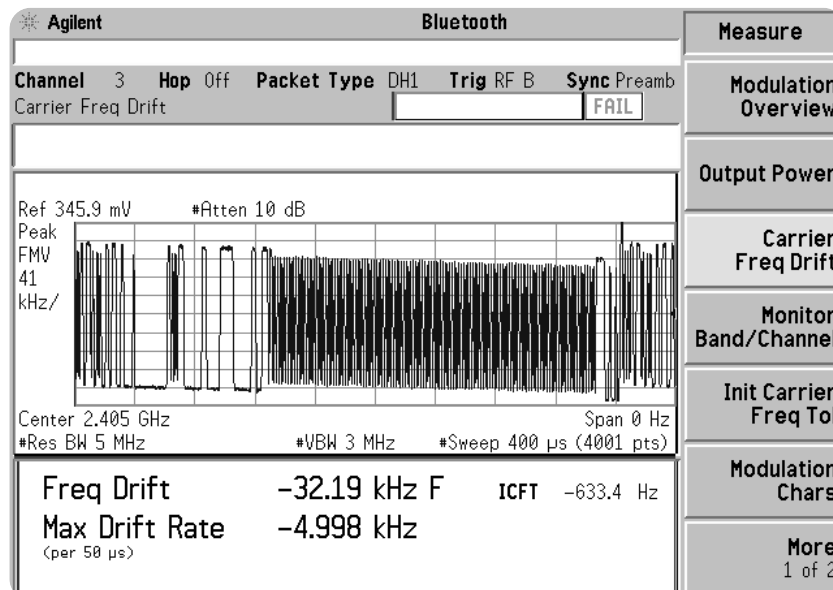 Agilent Bluetooth
Channel 3 Hop Off Packet Type DH1 Trig RF B Sync Preamb
Carrier Freq Drift FAIL
Ref 345.9 mV #Atten 10 dB
Peak
FMV
41
kHz/
Center 2.405 GHz Span 0 Hz
#Res BW 5 MHz #VBW 3 MHz #Sweep 400 µs (4001 pts)
Freq Drift -32.19 kHz F ICFT -633.4 Hz
Max Drift Rate -4.998 kHz
(per 50 µs)
Measure
Modulation
Overview
Output Power
Carrier
Freq Drift
Monitor
Band/Channel
Init Carrier
Freq To
Modulation
Chars
More
1 of 2